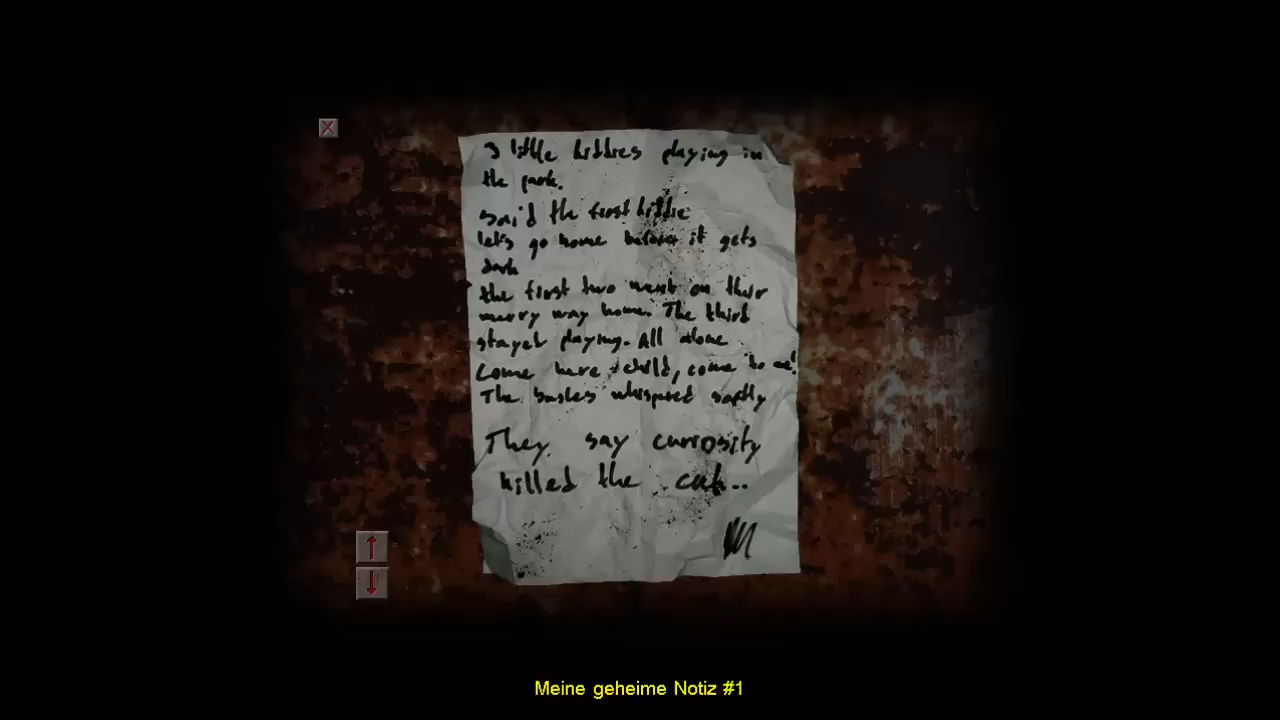 3 little kiddies playing in
the park.
Said the first kiddie
let's go home before it gets
dark
the first two went on their
merry way home. The third
stayed playing. All alone
Come here child, come to me!
The bushes whispered softly
They say curiosity
killed the cat..
Meine geheime Notiz #1